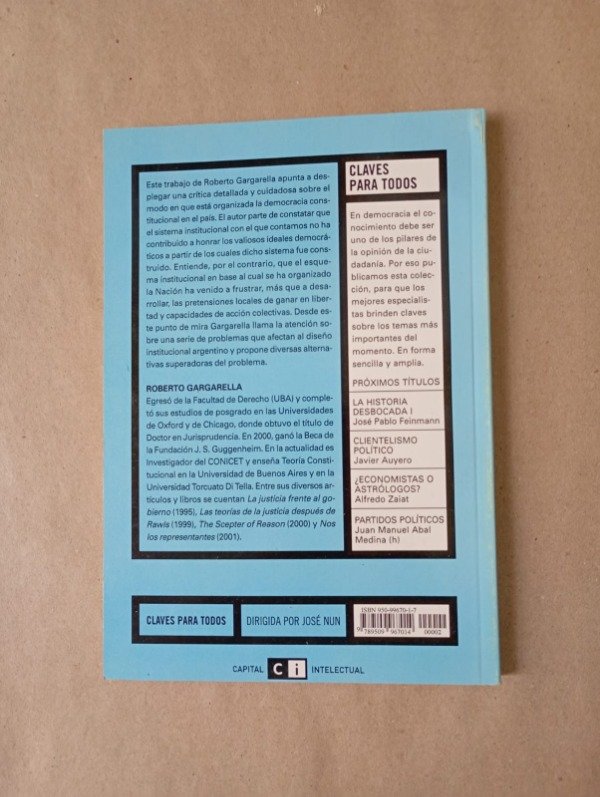 Este trabajo de Roberto Gargarella apunta a des-
plegar una crítica detallada y cuidadosa sobre el
modo en que está organizada la democracia cons-
titucional en el país. El autor parte de constatar que
el sistema institucional con el que contamos no ha
contribuido a honrar los valiosos ideales democrá-
ticos a partir de los cuales dicho sistema fue cons-
truido. Entiende, por el contrario, que el esque-
ma institucional en base al cual se ha organizado
la Nación ha venido a frustrar, más que a desa-
rrollar, las pretensiones locales de ganar en liber-
tad y capacidades de acción colectivas. Desde es-
te punto de mira Gargarella llama la atención so-
bre una serie de problemas que afectan al diseño
institucional argentino y propone diversas alterna-
tivas superadoras del problema.
ROBERTO GARGARELLA
Egresó de la Facultad de Derecho (UBA) y comple-
tó sus estudios de posgrado en las Universidades
de Oxford y de Chicago, donde obtuvo el título de
Doctor en Jurisprudencia. En 2000, ganó la Beca de
la Fundación J. S. Guggenheim. En la actualidad es
Investigador del CONICET y enseña Teoría Consti-
tucional en la Universidad de Buenos Aires y en la
Universidad Torcuato Di Tella. Entre sus diversos ar-
tículos y libros se cuentan La justicia frente al go-
bierno (1995), Las teorías de la justicia después de
Rawls (1999), The Scepter of Reason (2000) y Nos
los representantes (2001).
CLAVES
PARA TODOS
En democracia el co-
nocimiento debe ser
uno de los pilares de
la opinión de la ciu-
dadanía. Por eso pu-
blicamos esta colec-
ción, para que los
mejores especialis-
tas brinden claves
sobre los temas más
importantes del
momento. En forma
sencilla y amplia.
PRÓXIMOS TÍTULOS
LA HISTORIA
DESBOCADA I
José Pablo Feinmann
CLIENTELISMO
POLÍTICO
Javier Auyero
¿ECONOMISTAS O
ASTRÓLOGOS?
Alfredo Zaiat
PARTIDOS POLÍTICOS
Juan Manuel Abal
Medina (h)
CLAVES PARA TODOS
DIRIGIDA POR JOSÉ NUN
ISBN 950-99670-1-7
9 789509 967014 00002
CAPITAL Ci INTELECTUAL